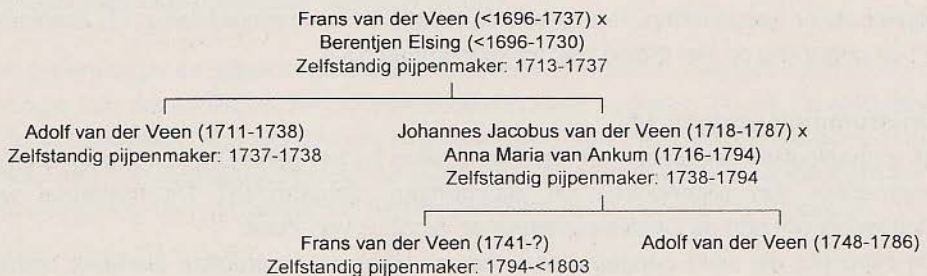 Frans van der Veen (<1696-1737) x
Berentjen Elsing (<1696-1730)
Zelfstandig pijpenmaker: 1713-1737
Adolf van der Veen (1711-1738)
Zelfstandig pijpenmaker: 1737-1738
Johannes Jacobus van der Veen (1718-1787) x
Anna Maria van Ankum (1716-1794)
Zelfstandig pijpenmaker: 1738-1794
Frans van der Veen (1741-?)
Zelfstandig pijpenmaker: 1794-<1803
Adolf van der Veen (1748-1786)